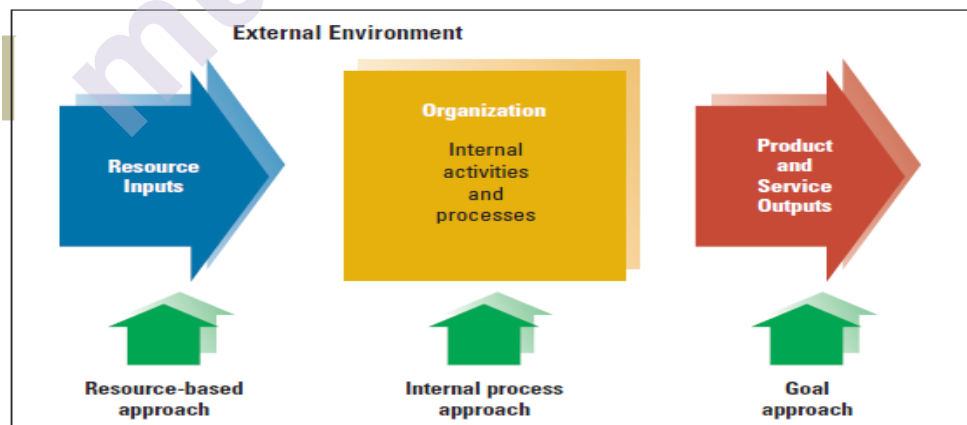 External Environment
Resource
Inputs
Organization
Internal
activities
and
processes
Product
and
Service
Outputs
Resource-based
approach
Internal process
approach
Goal
approach